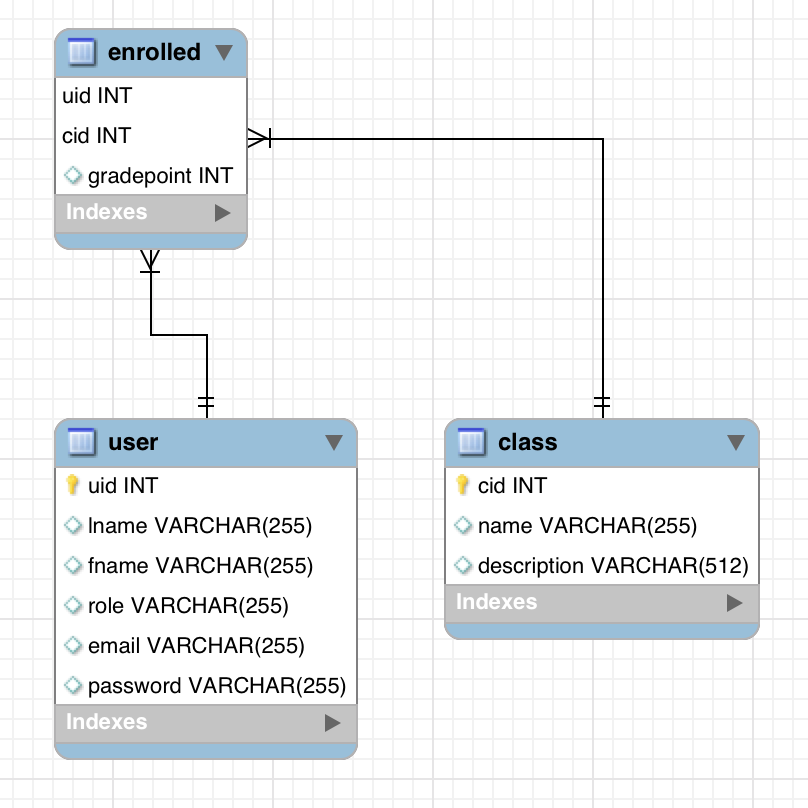 enrolled
uid INT
cid INT
gradepoint INT
Indexes
user
uid INT
lname VARCHAR(255)
fname VARCHAR(255)
role VARCHAR(255)
email VARCHAR(255)
password VARCHAR(255)
Indexes
class
cid INT
name VARCHAR(255)
description VARCHAR(512)
Indexes